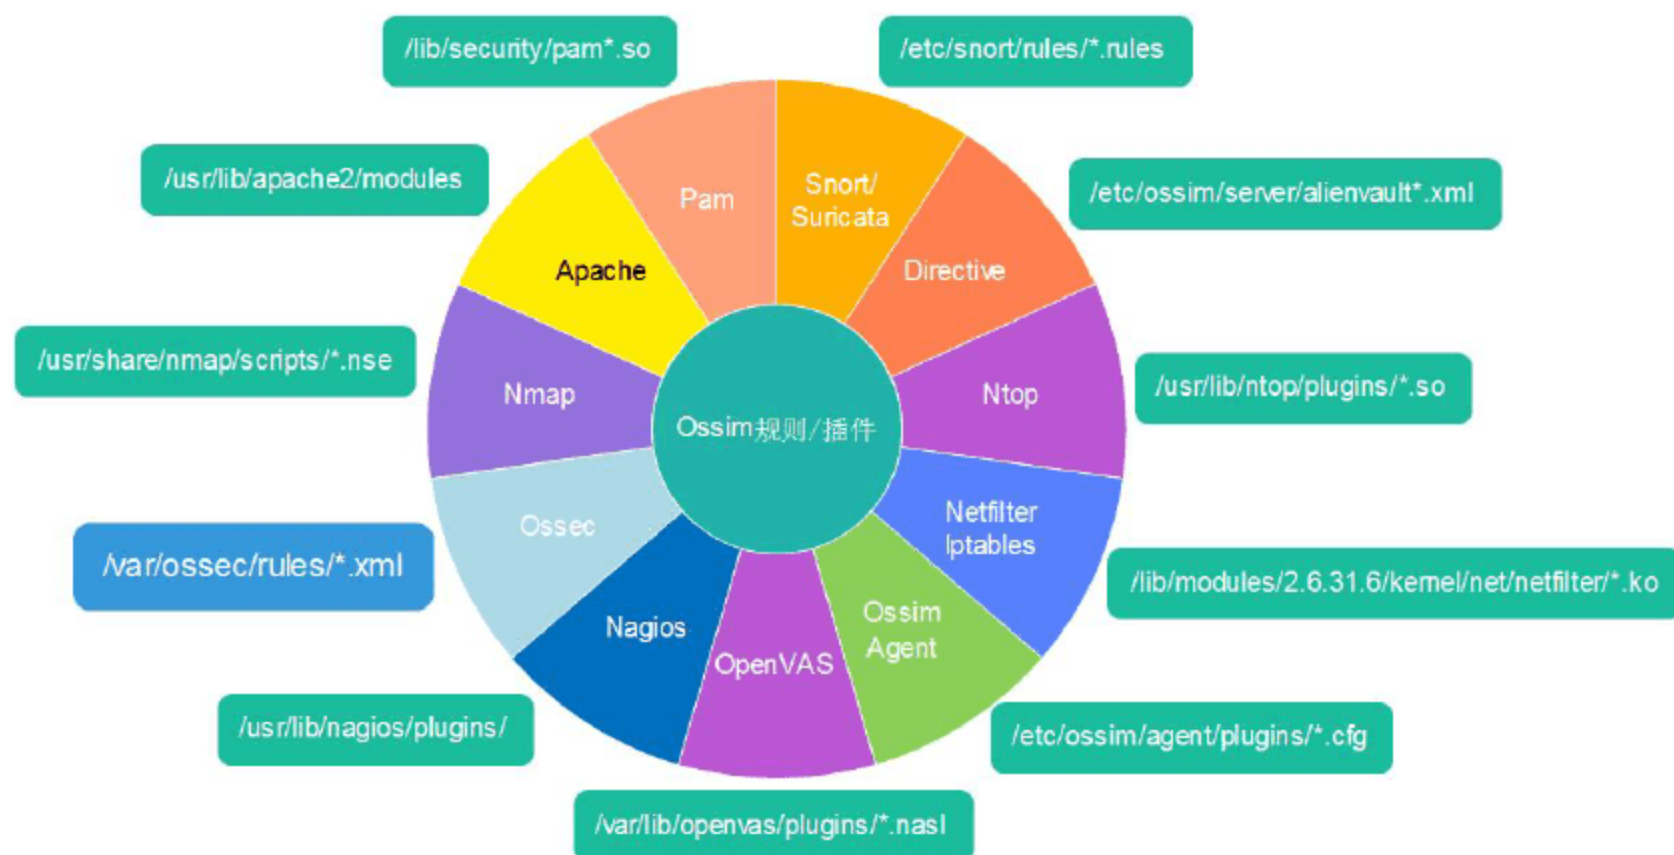 /lib/security/pam*.so
/etc/snort/rules/*.rules
/usr/lib/apache2/modules
/etc/ossim/server/alienvault*.xml
Pam
Snort/
Suricata
Apache
Directive
/usr/share/nmap/scripts/*.nse
/usr/lib/ntop/plugins/*.so
Nmap
Ntop
Ossim规则/插件
Ossec
Netfilter
Iptables
/var/ossec/rules/*.xml
/lib/modules/2.6.31.6/kernel/net/netfilter/*.ko
Nagios
OpenVAS
Ossim
Agent
/usr/lib/nagios/plugins/
/etc/ossim/agent/plugins/*.cfg
/var/lib/openvas/plugins/*.nasl